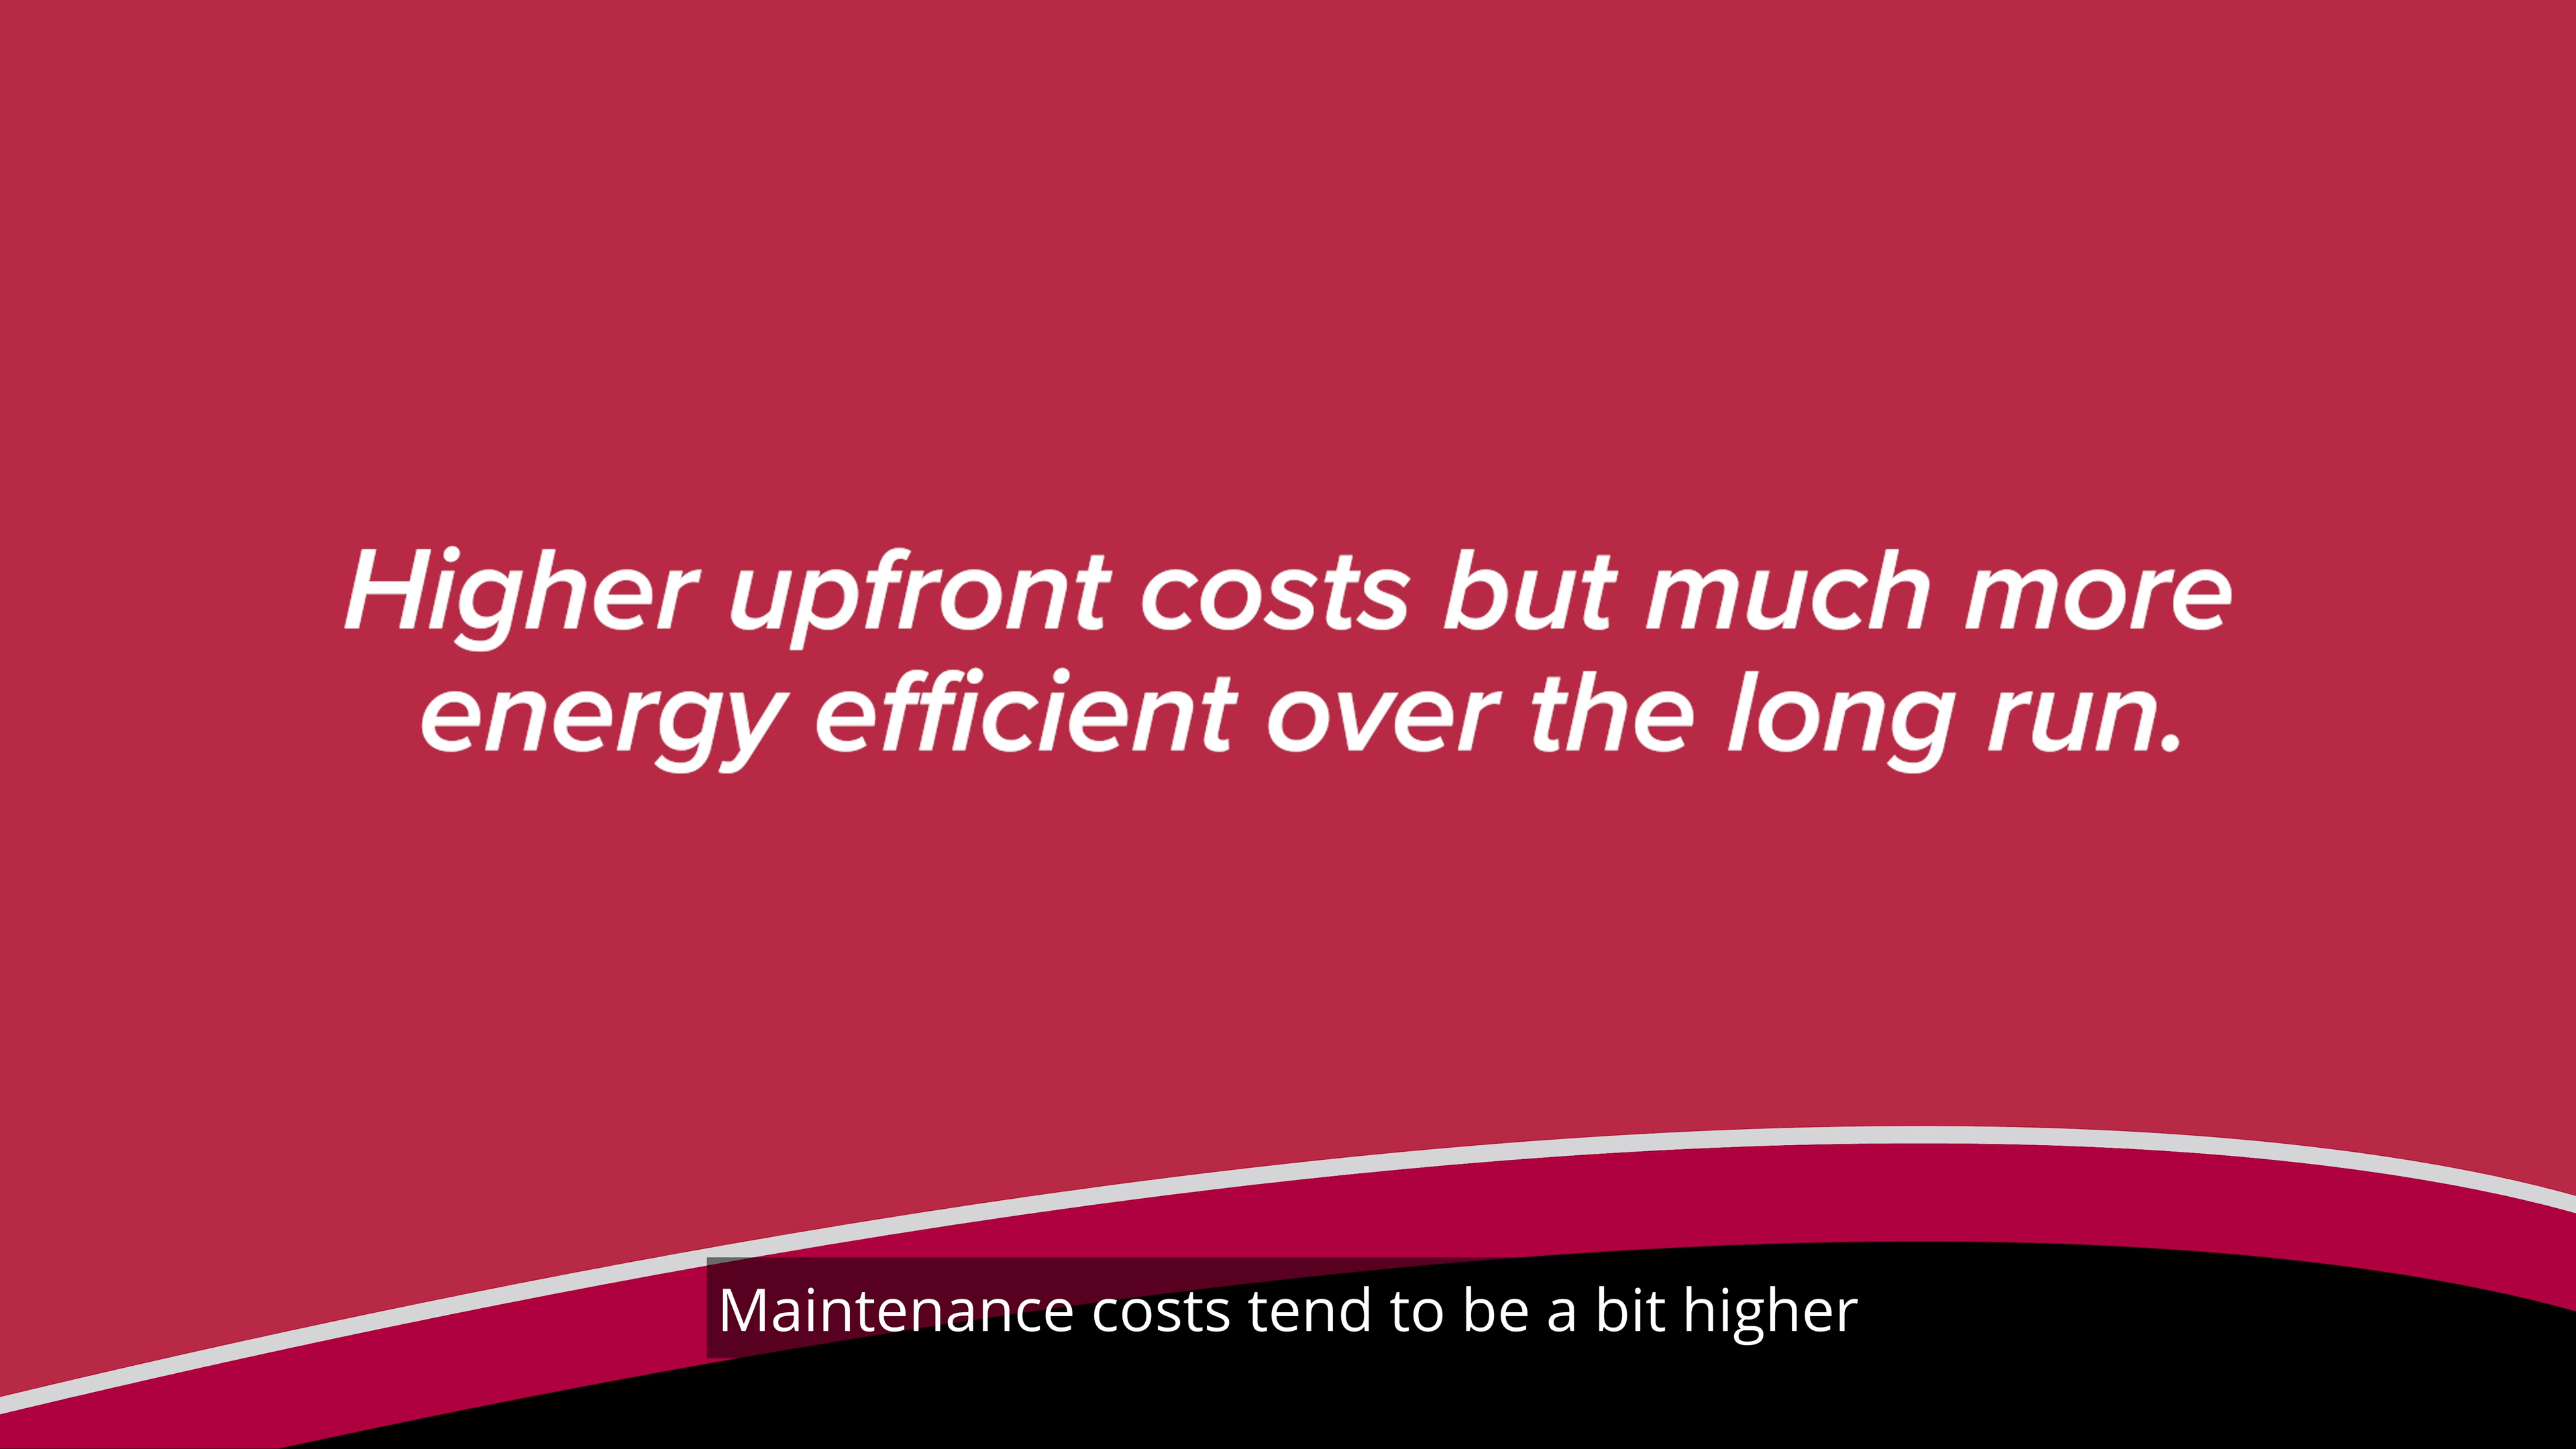 Higher upfront costs but much more
energy efficient over the long run.
Maintenance costs tend to be a bit higher